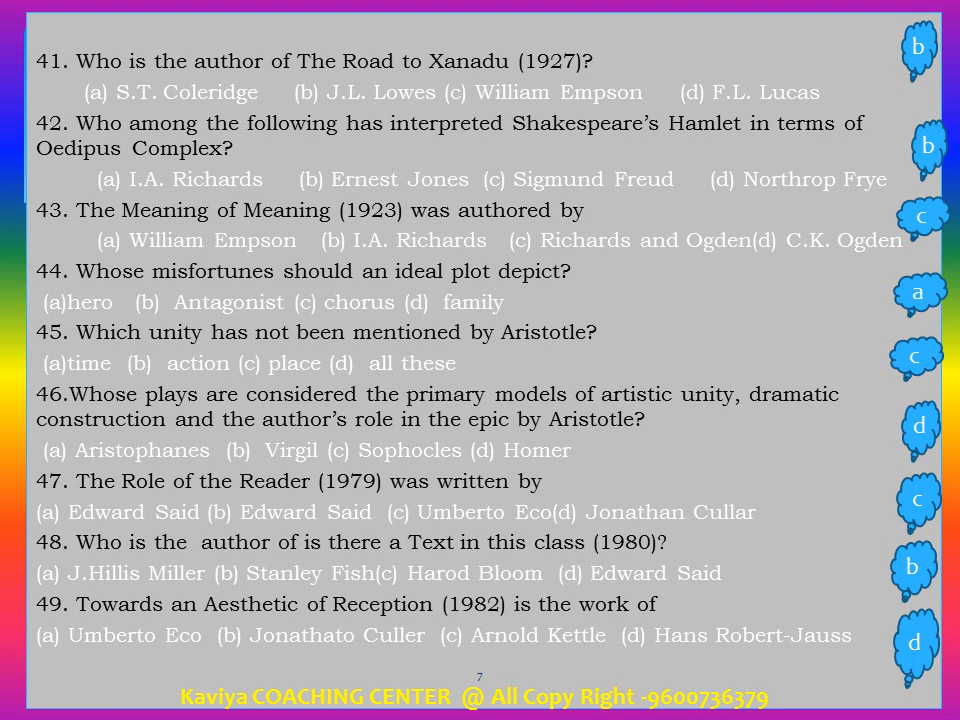 41. Who is the author of The Road to Xanadu (1927)?
b
(a) S.T. Coleridge (b) J.L. Lowes (c) William Empson (d) F.L. Lucas
42. Who among the following has interpreted Shakespeare's Hamlet in terms of
Oedipus Complex?
b
(a) I.A. Richards (b) Ernest Jones (c) Sigmund Freud (d) Northrop Frye
43. The Meaning of Meaning (1923) was authored by
c
(a) William Empson (b) I.A. Richards (c) Richards and Ogden(d) C.K. Ogden
44. Whose misfortunes should an ideal plot depict?
a
(a)hero (b) Antagonist (c) chorus (d) family
45. Which unity has not been mentioned by Aristotle?
c
(a)time (b) action (c) place (d) all these
46.Whose plays are considered the primary models of artistic unity, dramatic
construction and the author's role in the epic by Aristotle?
d
(a) Aristophanes (b) Virgil (c) Sophocles (d) Homer
47. The Role of the Reader (1979) was written by
c
(a) Edward Said (b) Edward Said (c) Umberto Eco(d) Jonathan Cullar
48. Who is the author of is there a Text in this class (1980)?
b
(a) J.Hillis Miller (b) Stanley Fish(c) Harod Bloom (d) Edward Said
49. Towards an Aesthetic of Reception (1982) is the work of
d
(a) Umberto Eco (b) Jonathato Culler (c) Arnold Kettle (d) Hans Robert-Jauss
7
Kaviya COACHING CENTER @ All Copy Right -9600736379